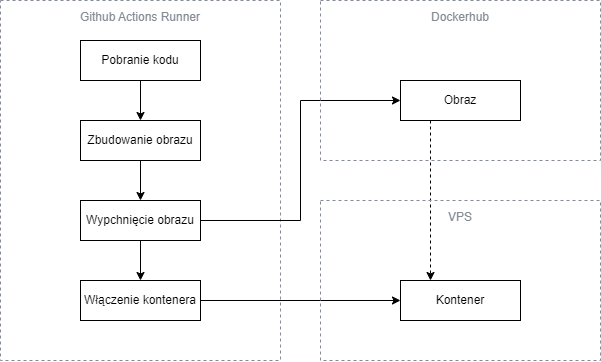 Github Actions Runner
Pobranie kodu
Zbudowanie obrazu
Wypchnięcie obrazu
Włączenie kontenera
Dockerhub
Obraz
VPS
Kontener